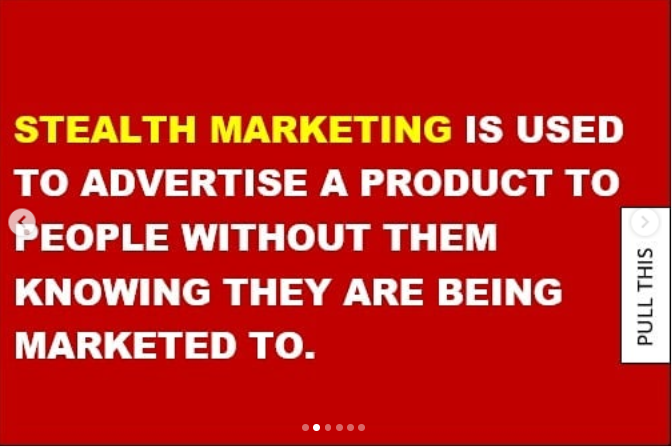 STEALTH MARKETING IS USED
TO ADVERTISE A PRODUCT TO
PEOPLE WITHOUT THEM
KNOWING THEY ARE BEING
MARKETED TO.
PULL THIS